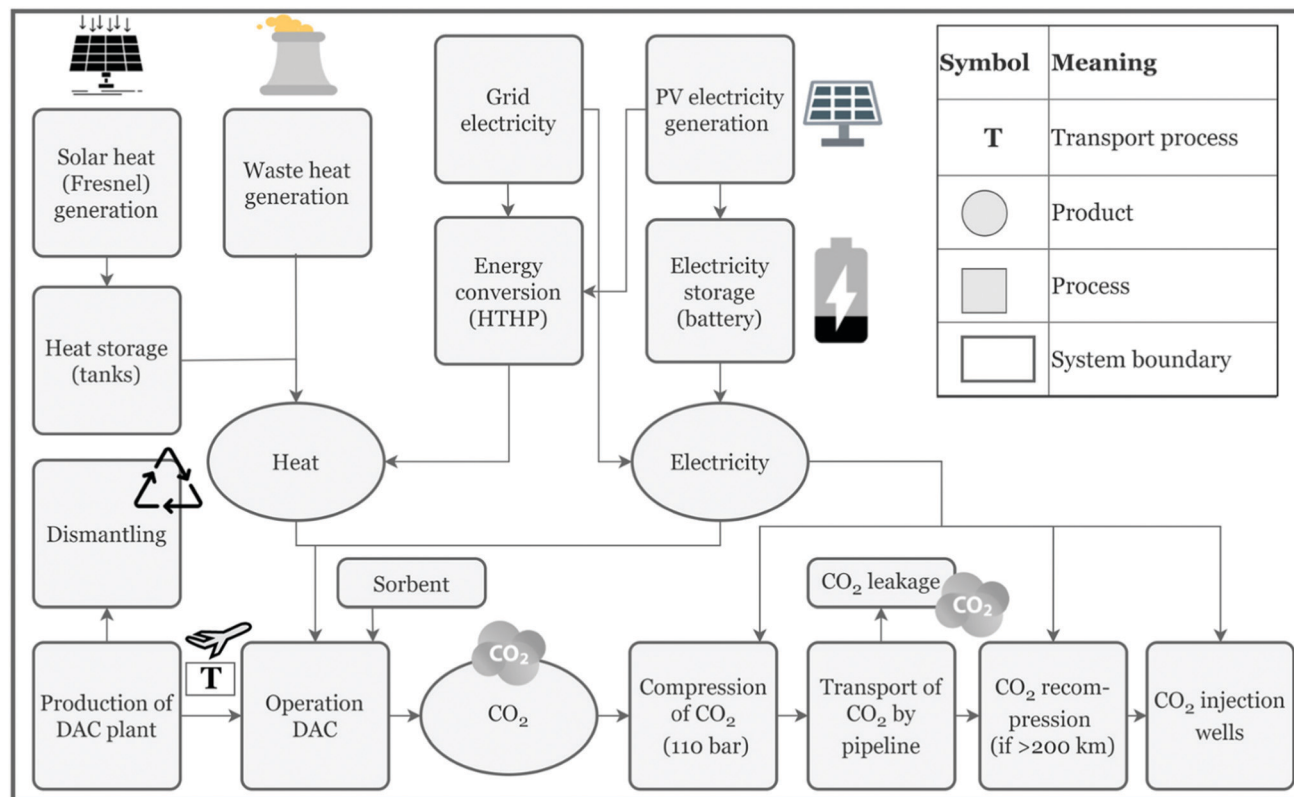 Solar heat
(Fresnel)
generation
Waste heat
generation
Grid
electricity
PV electricity
generation
Symbol Meaning
T Transport process
Product
Process
System boundary
Heat storage
(tanks)
Energy
conversion
(HTHP)
Electricity
storage
(battery)
Heat
Electricity
Dismantling
Sorbent
CO₂ leakage
CO₂
Production of
DAC plant
T
Operation
DAC
CO₂
CO₂
Compression
of CO₂
(110 bar)
Transport of
CO₂ by
pipeline
CO₂ recom-
pression
(if >200 km)
CO₂ injection
wells